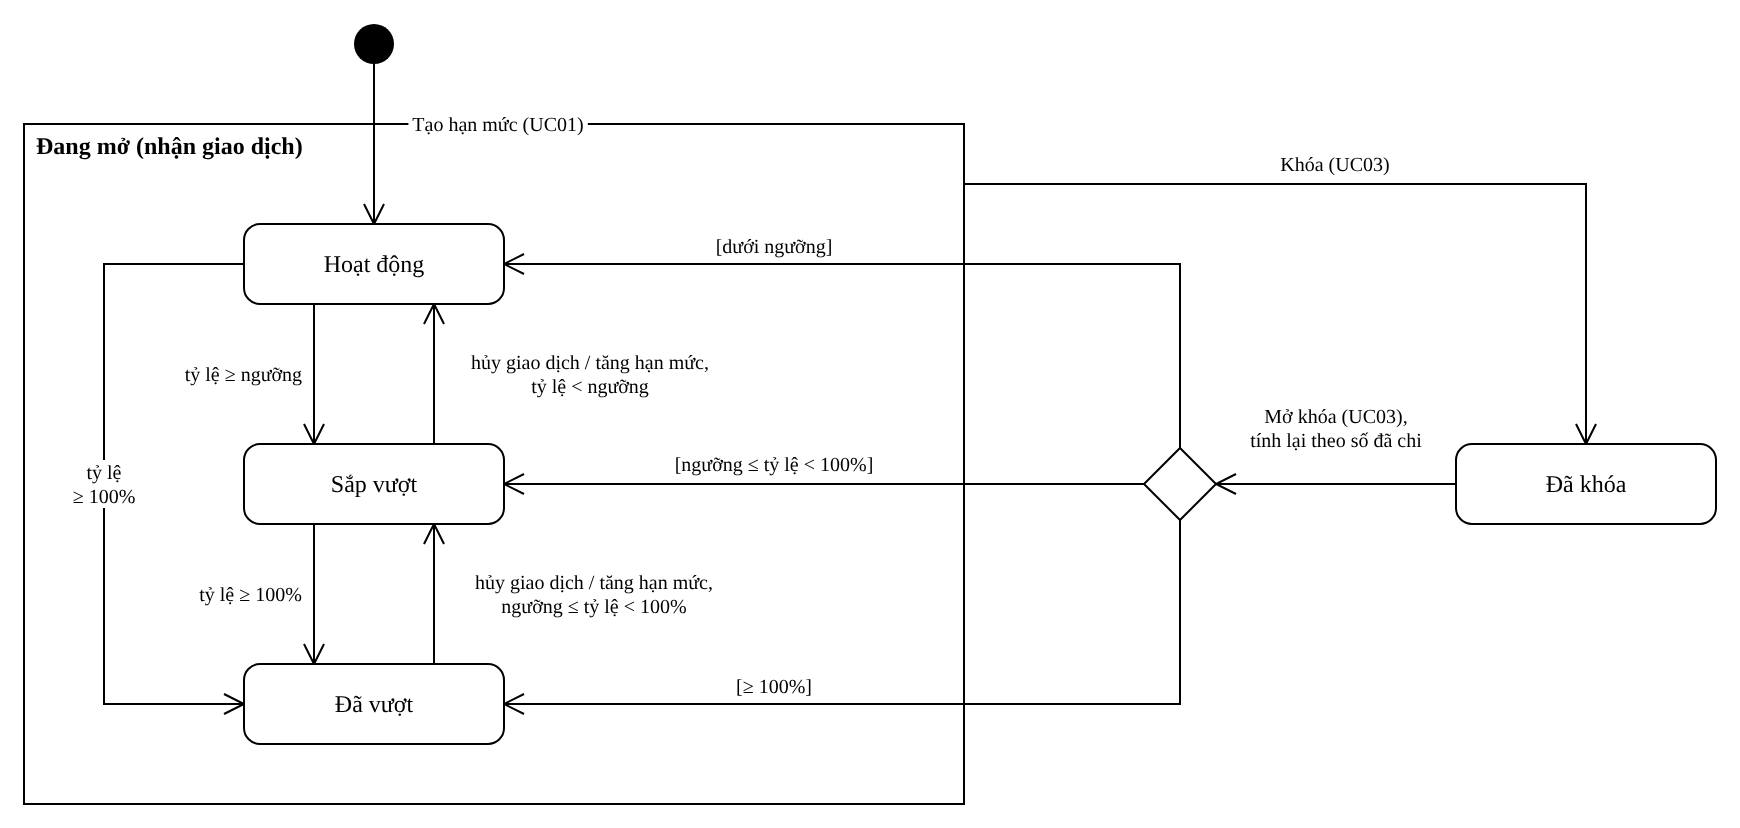 Tạo hạn mức (UC01)
Đang mở (nhận giao dịch)
Khóa (UC03)
[dưới ngưỡng]
Hoạt động
hủy giao dịch / tăng hạn mức,
tỷ lệ < ngưỡng
tỷ lệ ≥ ngưỡng
Mở khóa (UC03),
tính lại theo số đã chi
[ngưỡng ≤ tỷ lệ < 100%]
tỷ lệ
≥ 100%
Sắp vượt
Đã khóa
hủy giao dịch / tăng hạn mức,
ngưỡng ≤ tỷ lệ < 100%
tỷ lệ ≥ 100%
[≥ 100%]
Đã vượt